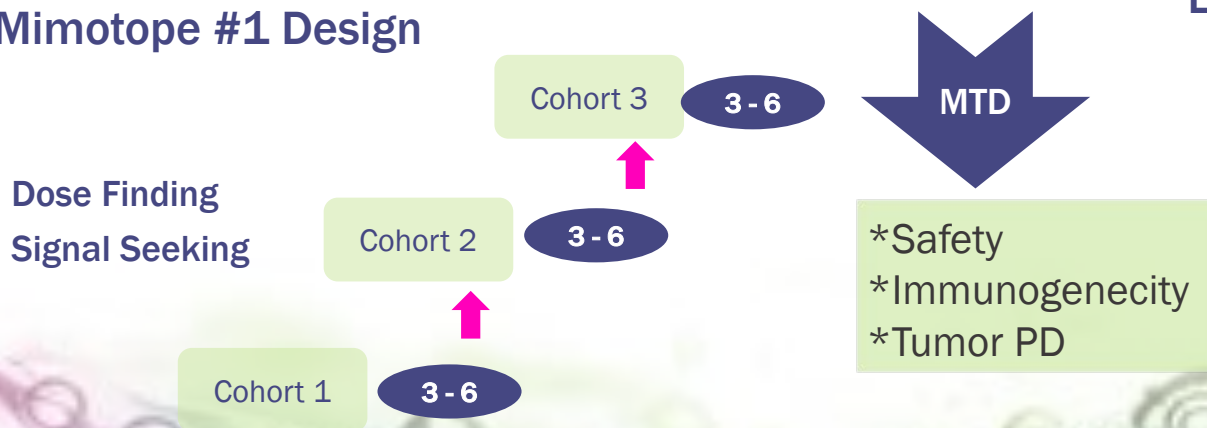 Mimotope #1 Design
Cohort 3
3 - 6
MTD
Dose Finding
Signal Seeking
Cohort 2
3 - 6
*Safety
*Immunogenecity
*Tumor PD
Cohort 1
3 - 6